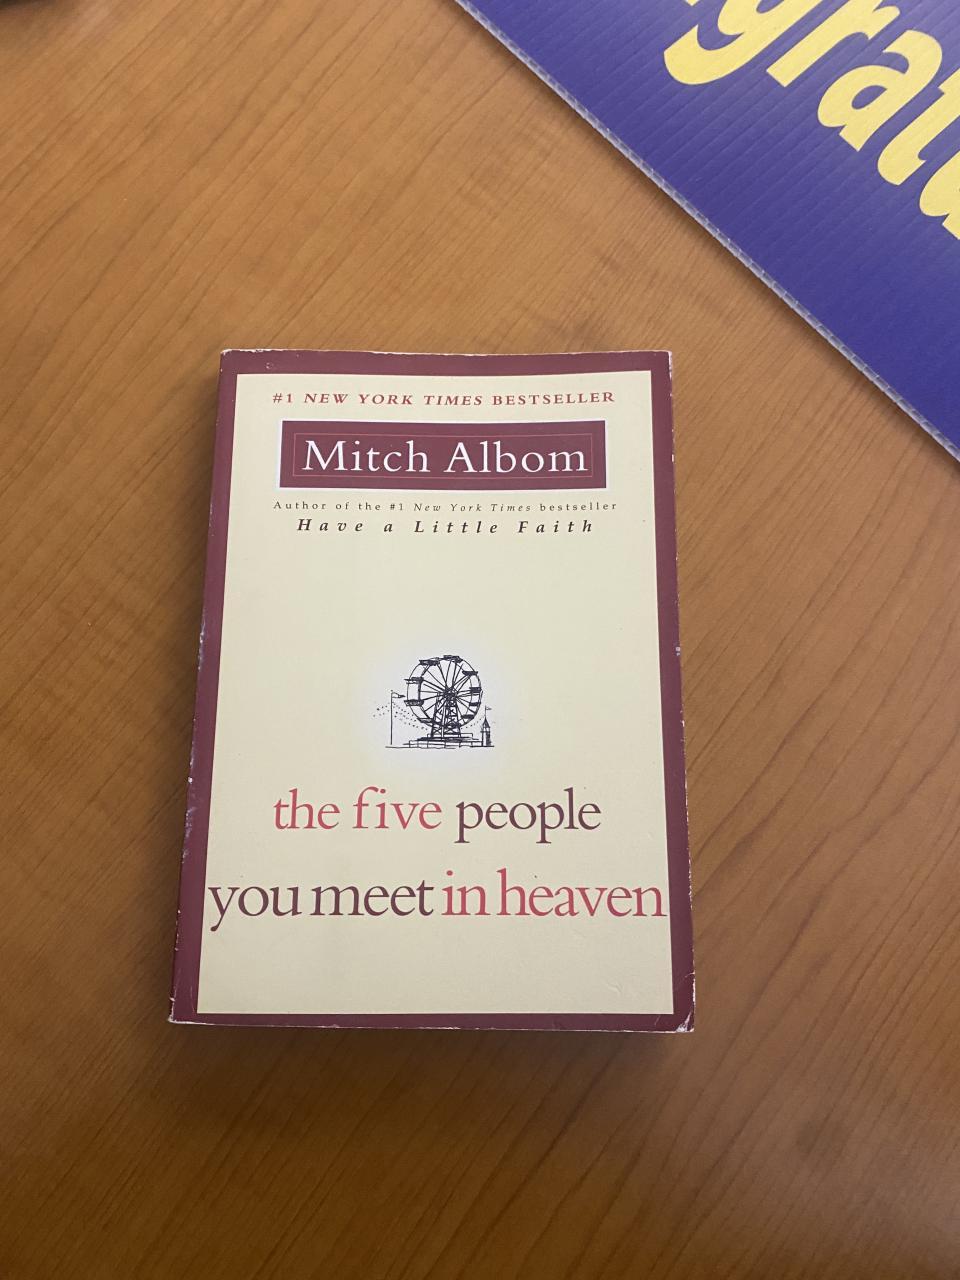 #1 NEW YORK TIMES BESTSELLER
Mitch Albom
Author of the #1 New York Times bestseller
Have a Little Faith
the five people
you meet in heaven